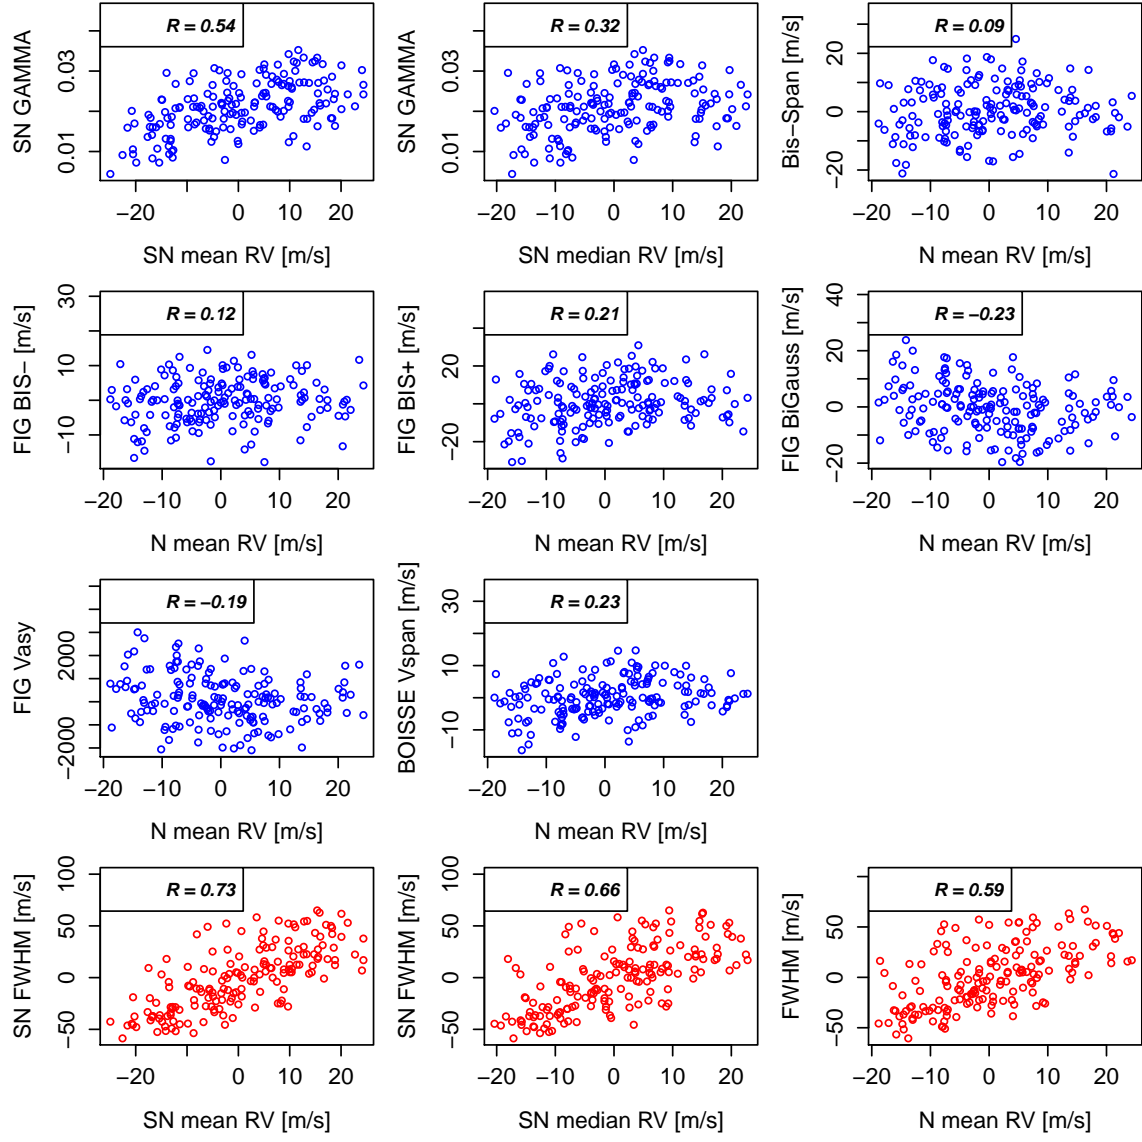 R = 0.54
SN GAMMA
0.01 0.03
−20 0 10 20
SN mean RV [m/s]
R = 0.32
SN GAMMA
0.01 0.03
−20 −10 0 10 20
SN median RV [m/s]
R = 0.09
Bis−Span [m/s]
−20 0 20
−20 −10 0 10 20
N mean RV [m/s]
R = 0.12
FIG BIS− [m/s]
−10 10 30
−20 −10 0 10 20
N mean RV [m/s]
R = 0.21
FIG BIS+ [m/s]
−20 20
−20 −10 0 10 20
N mean RV [m/s]
R = −0.23
FIG BiGauss [m/s]
−20 0 20 40
−20 −10 0 10 20
N mean RV [m/s]
R = −0.19
FIG Vasy
−2000 2000
−20 −10 0 10 20
N mean RV [m/s]
R = 0.23
BOISSE Vspan [m/s]
−10 10 30
−20 −10 0 10 20
N mean RV [m/s]
R = 0.73
SN FWHM [m/s]
−50 0 50 100
−20 0 10 20
SN mean RV [m/s]
R = 0.66
SN FWHM [m/s]
−50 0 50 100
−20 −10 0 10 20
SN median RV [m/s]
R = 0.59
FWHM [m/s]
−50 0 50
−20 −10 0 10 20
N mean RV [m/s]